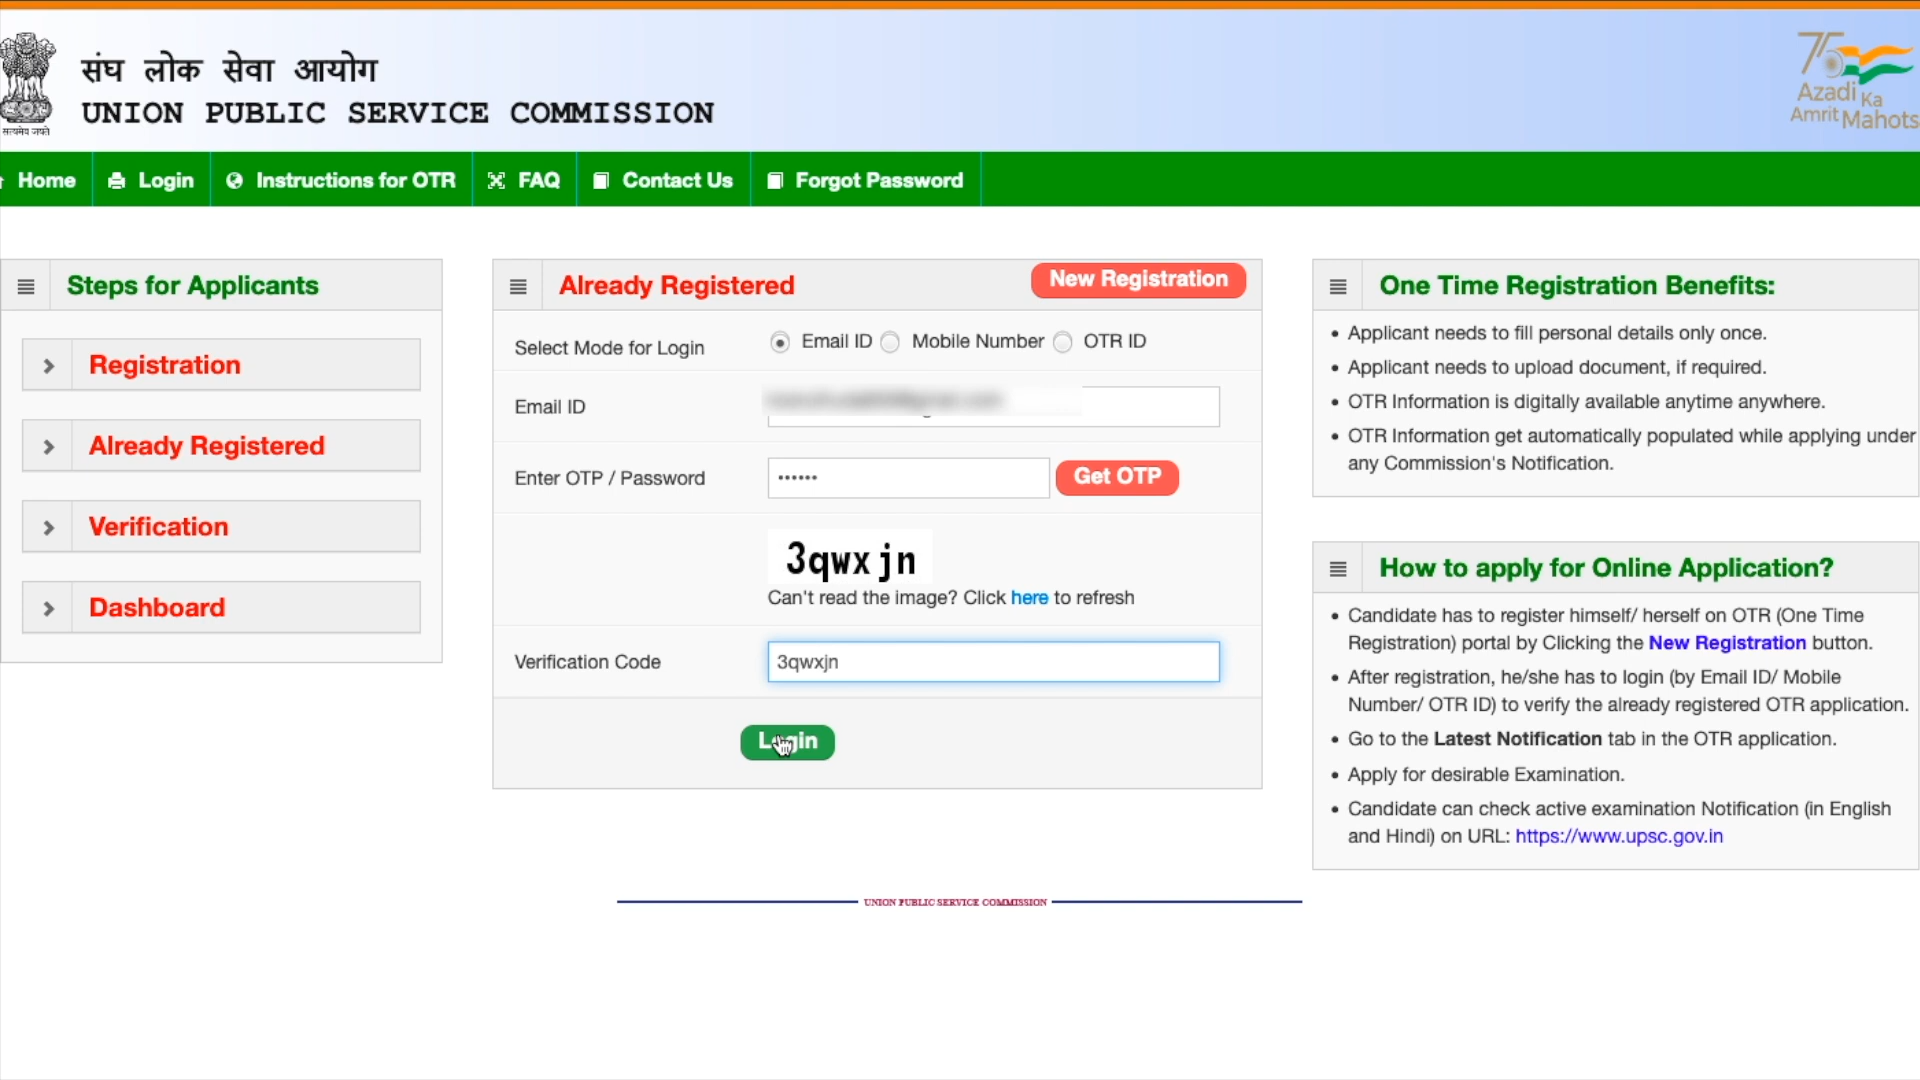 संघ लोक सेवा आयोग
UNION PUBLIC SERVICE COMMISSION
सत्यमेव जयते
75
Azadi Ka
Amrit Mahots
Home
Login
Instructions for OTR
FAQ
Contact Us
Forgot Password
Steps for Applicants
Registration
Already Registered
Verification
Dashboard
Already Registered
New Registration
Select Mode for Login
Email ID
Mobile Number
OTR ID
Email ID
Enter OTP / Password
••••••
Get OTP
3qwxjn
Can't read the image? Click here to refresh
Verification Code
3qwxjn
Login
One Time Registration Benefits:
• Applicant needs to fill personal details only once.
• Applicant needs to upload document, if required.
• OTR Information is digitally available anytime anywhere.
• OTR Information get automatically populated while applying under
any Commission's Notification.
How to apply for Online Application?
• Candidate has to register himself/ herself on OTR (One Time
Registration) portal by Clicking the New Registration button.
• After registration, he/she has to login (by Email ID/ Mobile
Number/ OTR ID) to verify the already registered OTR application.
• Go to the Latest Notification tab in the OTR application.
• Apply for desirable Examination.
• Candidate can check active examination Notification (in English
and Hindi) on URL: https://www.upsc.gov.in
UNION PUBLIC SERVICE COMMISSION